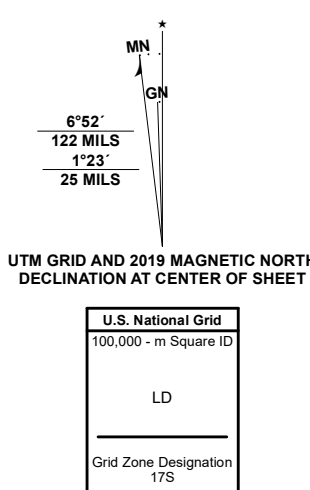 ★
MN
GN
6°52´
122 MILS
1°23´
25 MILS
UTM GRID AND 2019 MAGNETIC NORTH
DECLINATION AT CENTER OF SHEET
U.S. National Grid
100,000 - m Square ID
LD
Grid Zone Designation
17S